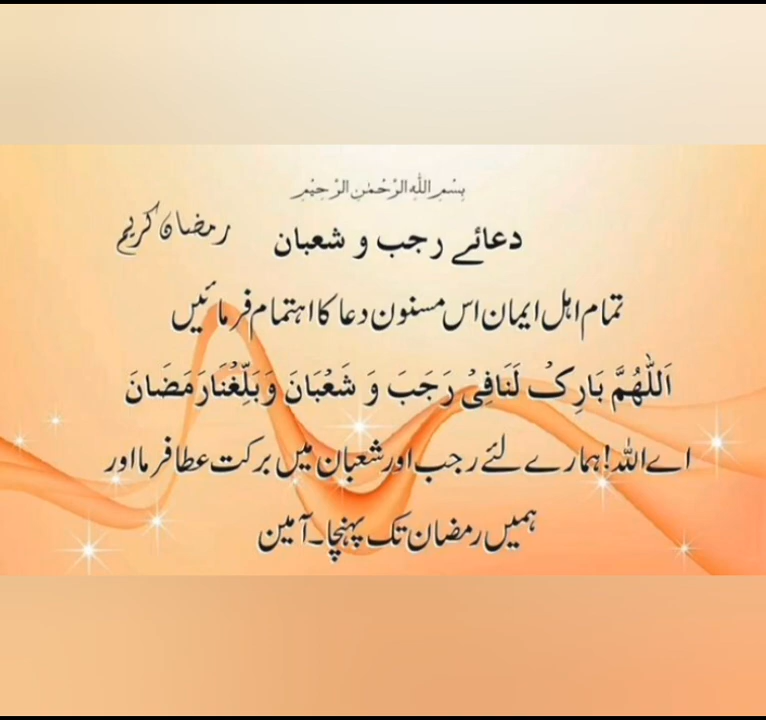 بِسْمِ اللهِ الرَّحْمٰنِ الرَّحِيْمِ
دعائے رجب و شعبان
رمضان کریم
تمام اہل ایمان اس مسنون دعا کا اہتمام فرمائیں
اَللّٰهُمَّ بَارِکْ لَنَا فِیْ رَجَبَ وَ شَعْبَانَ وَ بَلِّغْنَا رَمَضَانَ
اے اللہ! ہمارے لئے رجب اور شعبان میں برکت عطا فرما اور
ہمیں رمضان تک پہنچا۔ آمین